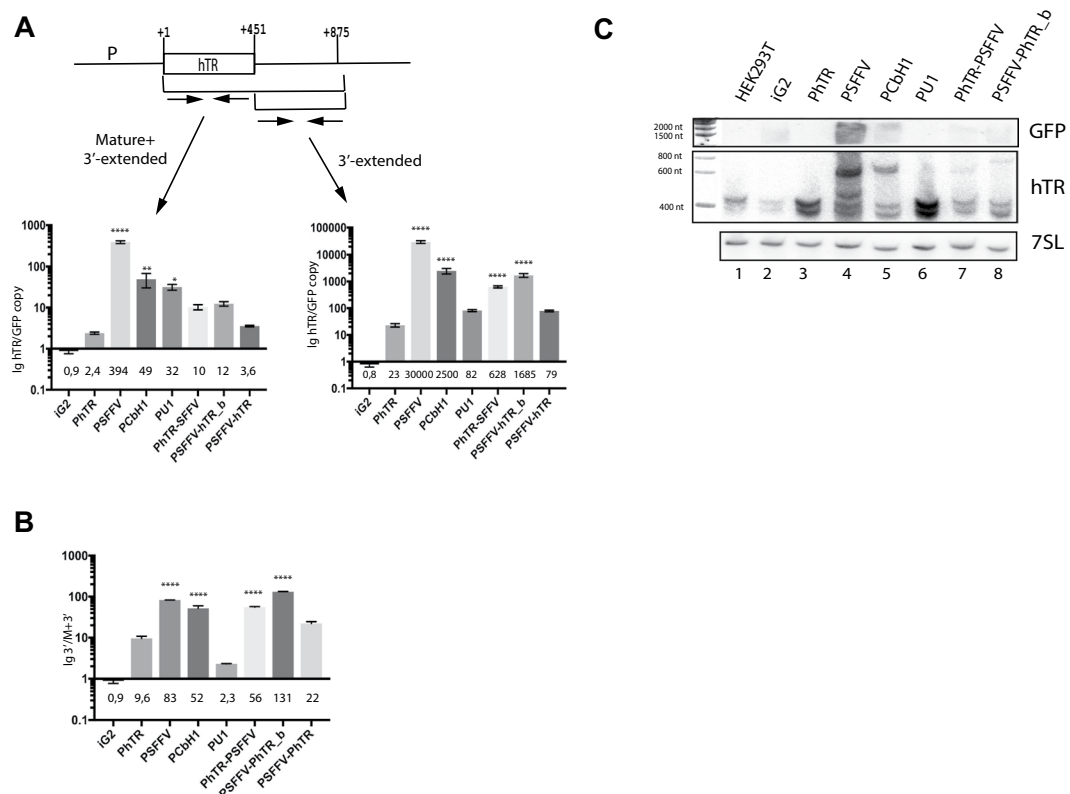 A
+1
+451
+875
P
hTR
Mature+
3'-extended
3'-extended
lg hTR/GFP copy
1000
100
10
1
0.1
****
**
*
0,9 2,4 394 49 32 10 12 3,6
iG2
PhTR
PSFFV
PCbH1
PU1
PhTR-SFFV
PSFFV-hTR_b
PSFFV-hTR
lg hTR/GFP copy
100000
10000
1000
100
10
1
0.1
****
****
****
****
0,8 23 30000 2500 82 628 1685 79
iG2
PhTR
PSFFV
PCbH1
PU1
PhTR-PSFFV
PSFFV-hTR_b
PSFFV-hTR
B
lg 3'/M+3'
1000
100
10
1
0.1
****
****
****
****
0,9 9,6 83 52 2,3 56 131 22
iG2
PhTR
PSFFV
PCbH1
PU1
PhTR-PSFFV
PSFFV-PhTR_b
PSFFV-PhTR
C
HEK293T
iG2
PhTR
PSFFV
PCbH1
PU1
PhTR-PSFFV
PSFFV-PhTR_b
2000 nt
1500 nt
GFP
800 nt
600 nt
400 nt
hTR
7SL
1 2 3 4 5 6 7 8